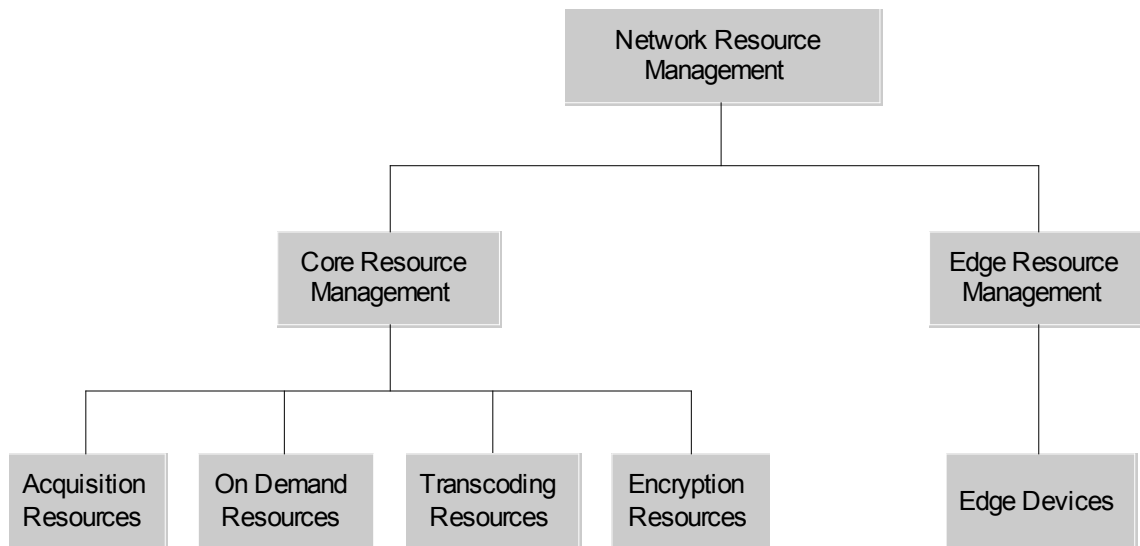 Network Resource
Management
Core Resource
Management
Edge Resource
Management
Acquisition
Resources
On Demand
Resources
Transcoding
Resources
Encryption
Resources
Edge Devices